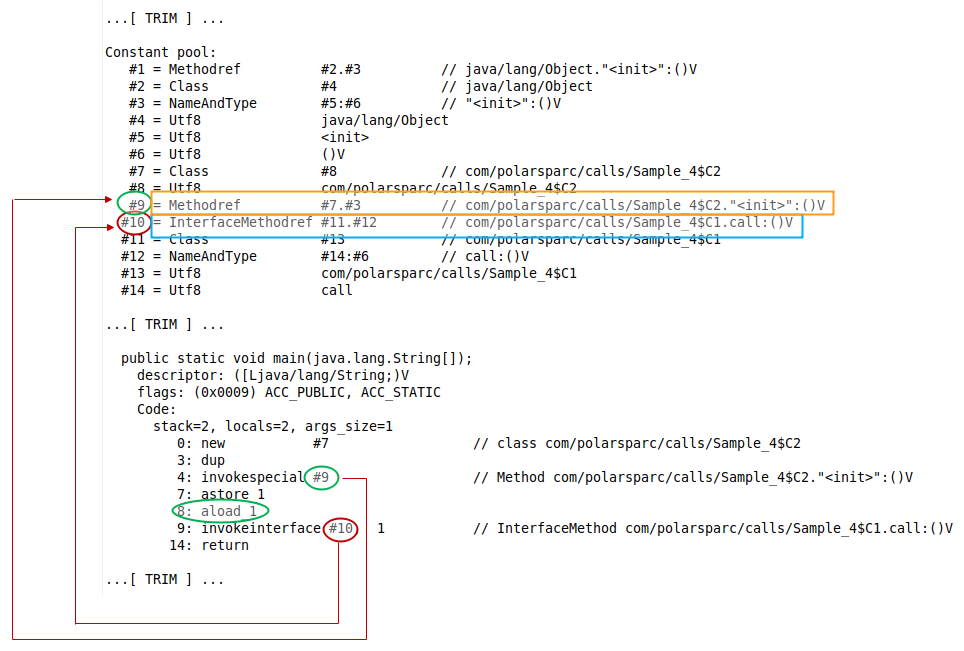 ...[ TRIM ] ...
Constant pool:
#1 = Methodref #2.#3 // java/lang/Object."<init>":()V
#2 = Class #4 // java/lang/Object
#3 = NameAndType #5:#6 // "<init>":()V
#4 = Utf8 java/lang/Object
#5 = Utf8 <init>
#6 = Utf8 ()V
#7 = Class #8 // com/polarsparc/calls/Sample_4$C2
#8 = Utf8 com/polarsparc/calls/Sample_4$C2
#9 = Methodref #7.#3 // com/polarsparc/calls/Sample_4$C2."<init>":()V
#10 = InterfaceMethodref #11.#12 // com/polarsparc/calls/Sample_4$C1.call:()V
#11 = Class #13 // com/polarsparc/calls/Sample_4$C1
#12 = NameAndType #14:#6 // call:()V
#13 = Utf8 com/polarsparc/calls/Sample_4$C1
#14 = Utf8 call
...[ TRIM ] ...
public static void main(java.lang.String[]);
descriptor: ([Ljava/lang/String;)V
flags: (0x0009) ACC_PUBLIC, ACC_STATIC
Code:
stack=2, locals=2, args_size=1
0: new #7 // class com/polarsparc/calls/Sample_4$C2
3: dup
4: invokespecial #9 // Method com/polarsparc/calls/Sample_4$C2."<init>":()V
7: astore_1
8: aload_1
9: invokeinterface #10 1 // InterfaceMethod com/polarsparc/calls/Sample_4$C1.call:()V
14: return
...[ TRIM ] ...